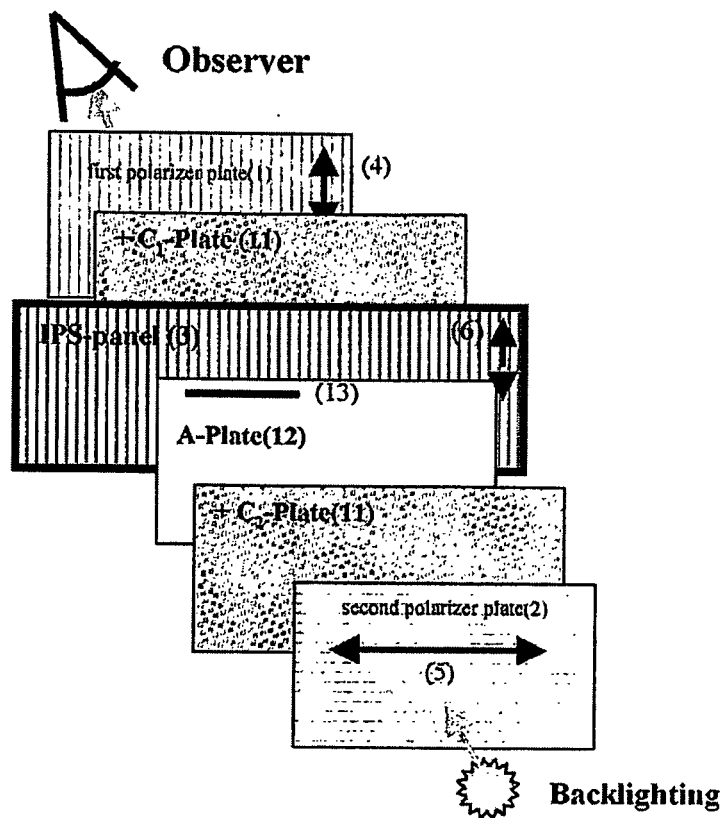 Observer
first polarizer plate(1)
(4)
+C₁-Plate (11)
IPS-panel (3)
(6)
(13)
A-Plate(12)
+C₂-Plate(11)
second polarizer plate(2)
(5)
Backlighting